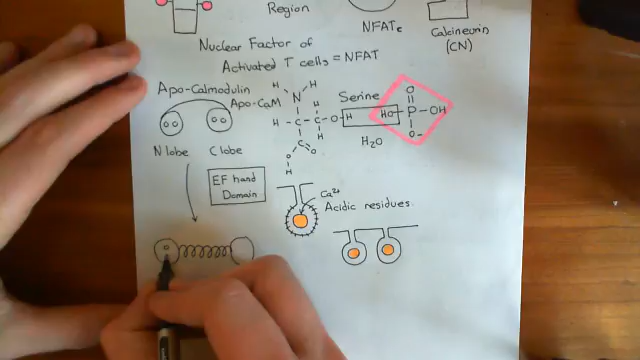 Region
NFATc
Calcineurin
(CN)
Nuclear Factor of
Activated T cells = NFAT
Apo-Calmodulin
Apo-CaM
N lobe
C lobe
EF hand
Domain
H
H
N
H
H
C
C
O
H
C
O
O
H
H
Serine
H
HO
P
OH
O
O-
H2O
Ca2+
Acidic residues